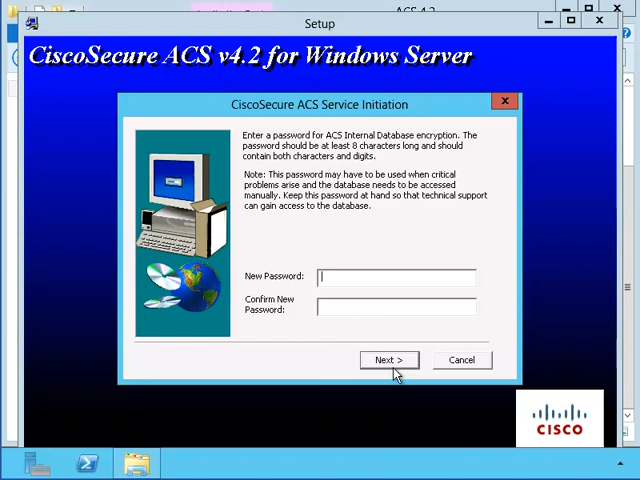 Setup
CiscoSecure ACS v4.2 for Windows Server
CiscoSecure ACS Service Initiation
Enter a password for ACS Internal Database encryption. The
password should be at least 8 characters long and should
contain both characters and digits.
Note: This password may have to be used when critical
problems arise and the database needs to be accessed
manually. Keep this password at hand so that technical support
can gain access to the database.
New Password:
Confirm New
Password:
Next >
Cancel
CISCO